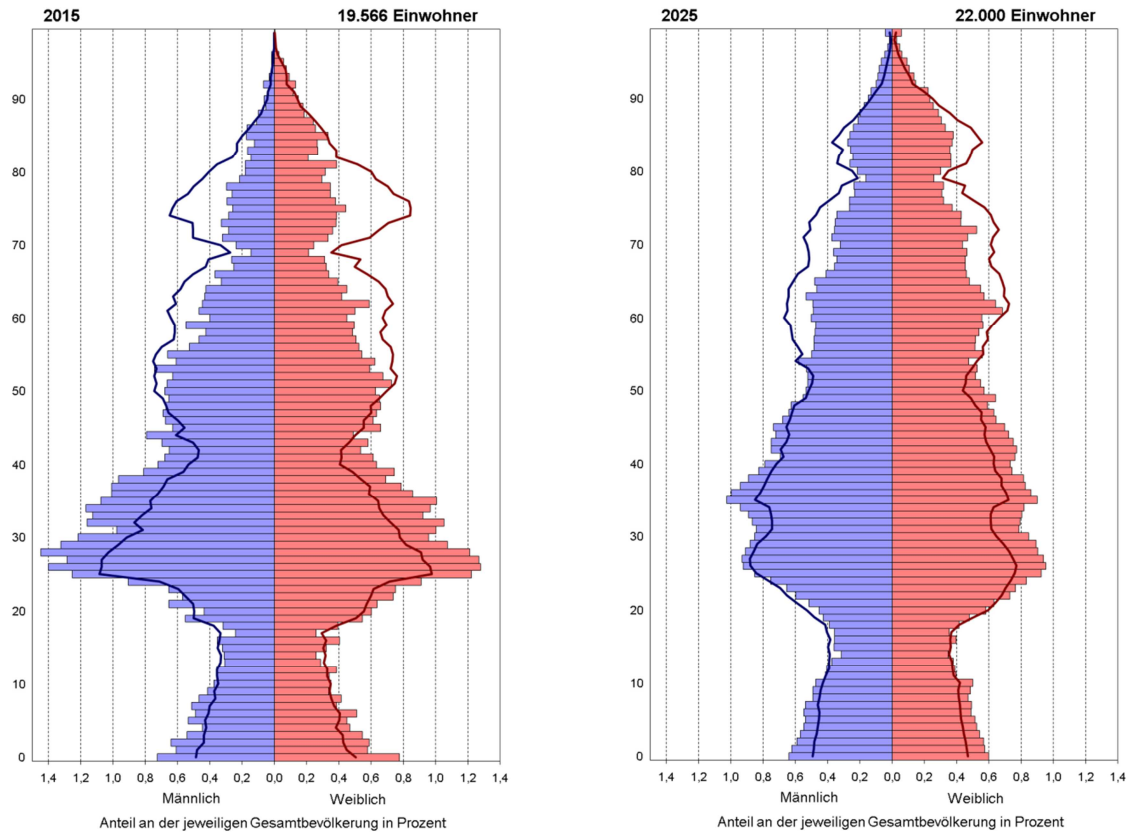 2015 19.566 Einwohner
90
80
70
60
50
40
30
20
10
0
1,4 1,2 1,0 0,8 0,6 0,4 0,2 0,0 0,2 0,4 0,6 0,8 1,0 1,2 1,4
Männlich Weiblich
Anteil an der jeweiligen Gesamtbevölkerung in Prozent
2025 22.000 Einwohner
90
80
70
60
50
40
30
20
10
0
1,4 1,2 1,0 0,8 0,6 0,4 0,2 0,0 0,2 0,4 0,6 0,8 1,0 1,2 1,4
Männlich Weiblich
Anteil an der jeweiligen Gesamtbevölkerung in Prozent